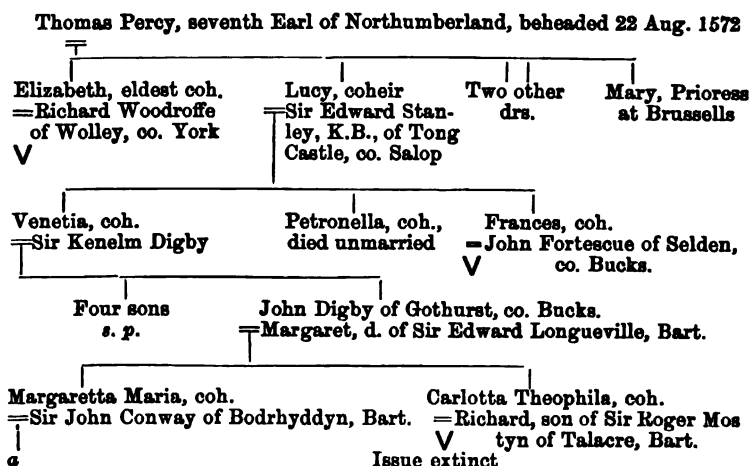 Thomas Percy, seventh Earl of Northumberland, beheaded 22 Aug. 1572
Elizabeth, eldest coh.
=Richard Woodroffe
of Wolley, co. York
V
Lucy, coheir
=Sir Edward Stan-
ley, K.B., of Tong
Castle, co. Salop
Two other
drs.
Mary, Prioress
at Brussells
Venetia, coh.
=Sir Kenelm Digby
Petronella, coh.,
died unmarried
Frances, coh.
=John Fortescue of Selden,
V co. Bucks.
Four sons
s. p.
John Digby of Gothurst, co. Bucks.
=Margaret, d. of Sir Edward Longueville, Bart.
Margaretta Maria, coh.
=Sir John Conway of Bodrhyddyn, Bart.
a
Carlotta Theophila, coh.
=Richard, son of Sir Roger Mos
V tyn of Talacre, Bart.
Issue extinct